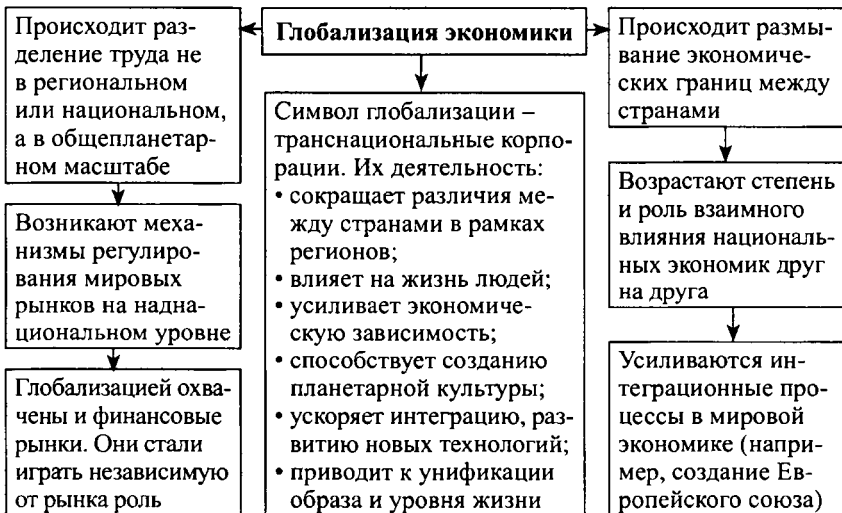 Глобализация экономики
Происходит раз-
деление труда не
в региональном
или национальном,
а в общепланетар-
ном масштабе
Возникают меха-
низмы регулиро-
вания мировых
рынков на надна-
циональном уровне
Глобализацией охва-
чены и финансовые
рынки. Они стали
играть независимую
от рынка роль
Символ глобализации –
транснациональные корпо-
рации. Их деятельность:
• сокращает различия ме-
жду странами в рамках
регионов;
• влияет на жизнь людей;
• усиливает экономиче-
скую зависимость;
• способствует созданию
планетарной культуры;
• ускоряет интеграцию, раз-
витию новых технологий;
• приводит к унификации
образа и уровня жизни
Происходит размы-
вание экономиче-
ских границ между
странами
Возрастают степень
и роль взаимного
влияния националь-
ных экономик друг
на друга
Усиливаются ин-
теграционные про-
цессы в мировой
экономике (напри-
мер, создание Ев-
ропейского союза)